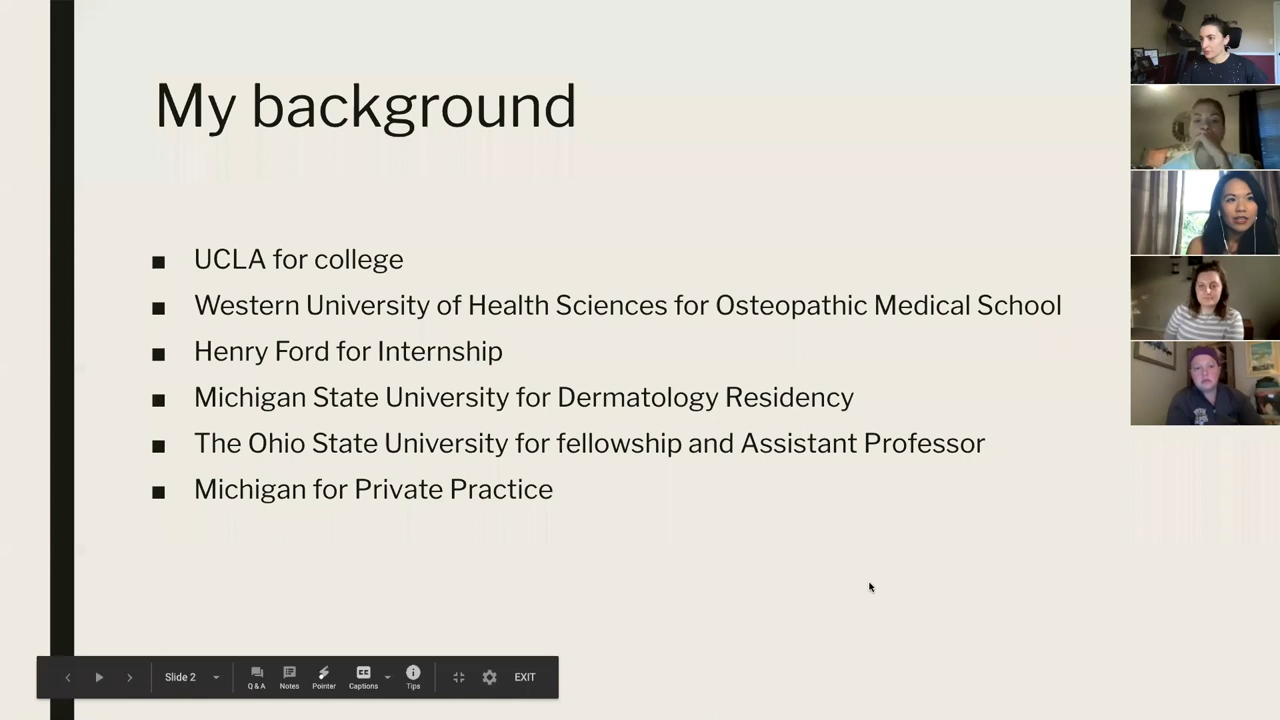 My background
UCLA for college
Western University of Health Sciences for Osteopathic Medical School
Henry Ford for Internship
Michigan State University for Dermatology Residency
The Ohio State University for fellowship and Assistant Professor
Michigan for Private Practice
Slide 2
Q & A
Notes
Pointer
CC
Captions
Tips
EXIT